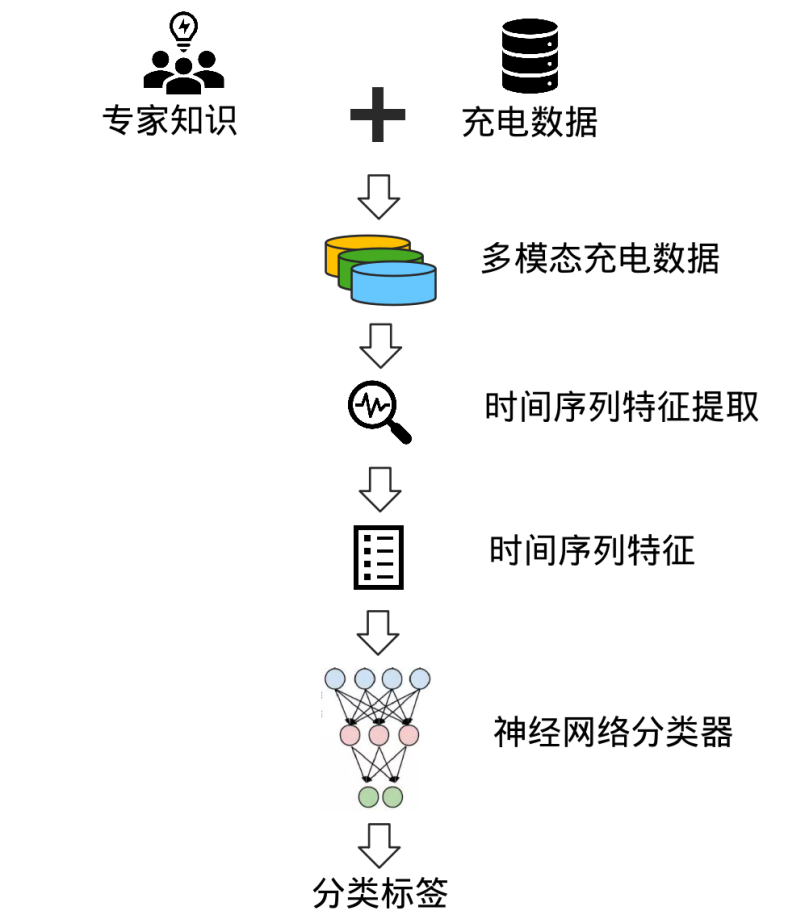 专家知识
充电数据
多模态充电数据
时间序列特征提取
时间序列特征
神经网络分类器
分类标签